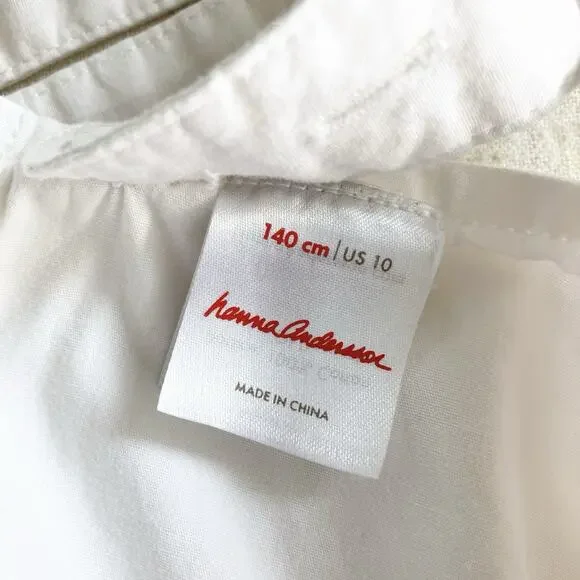 140 cm | US 10
hanna andersson
MADE IN CHINA